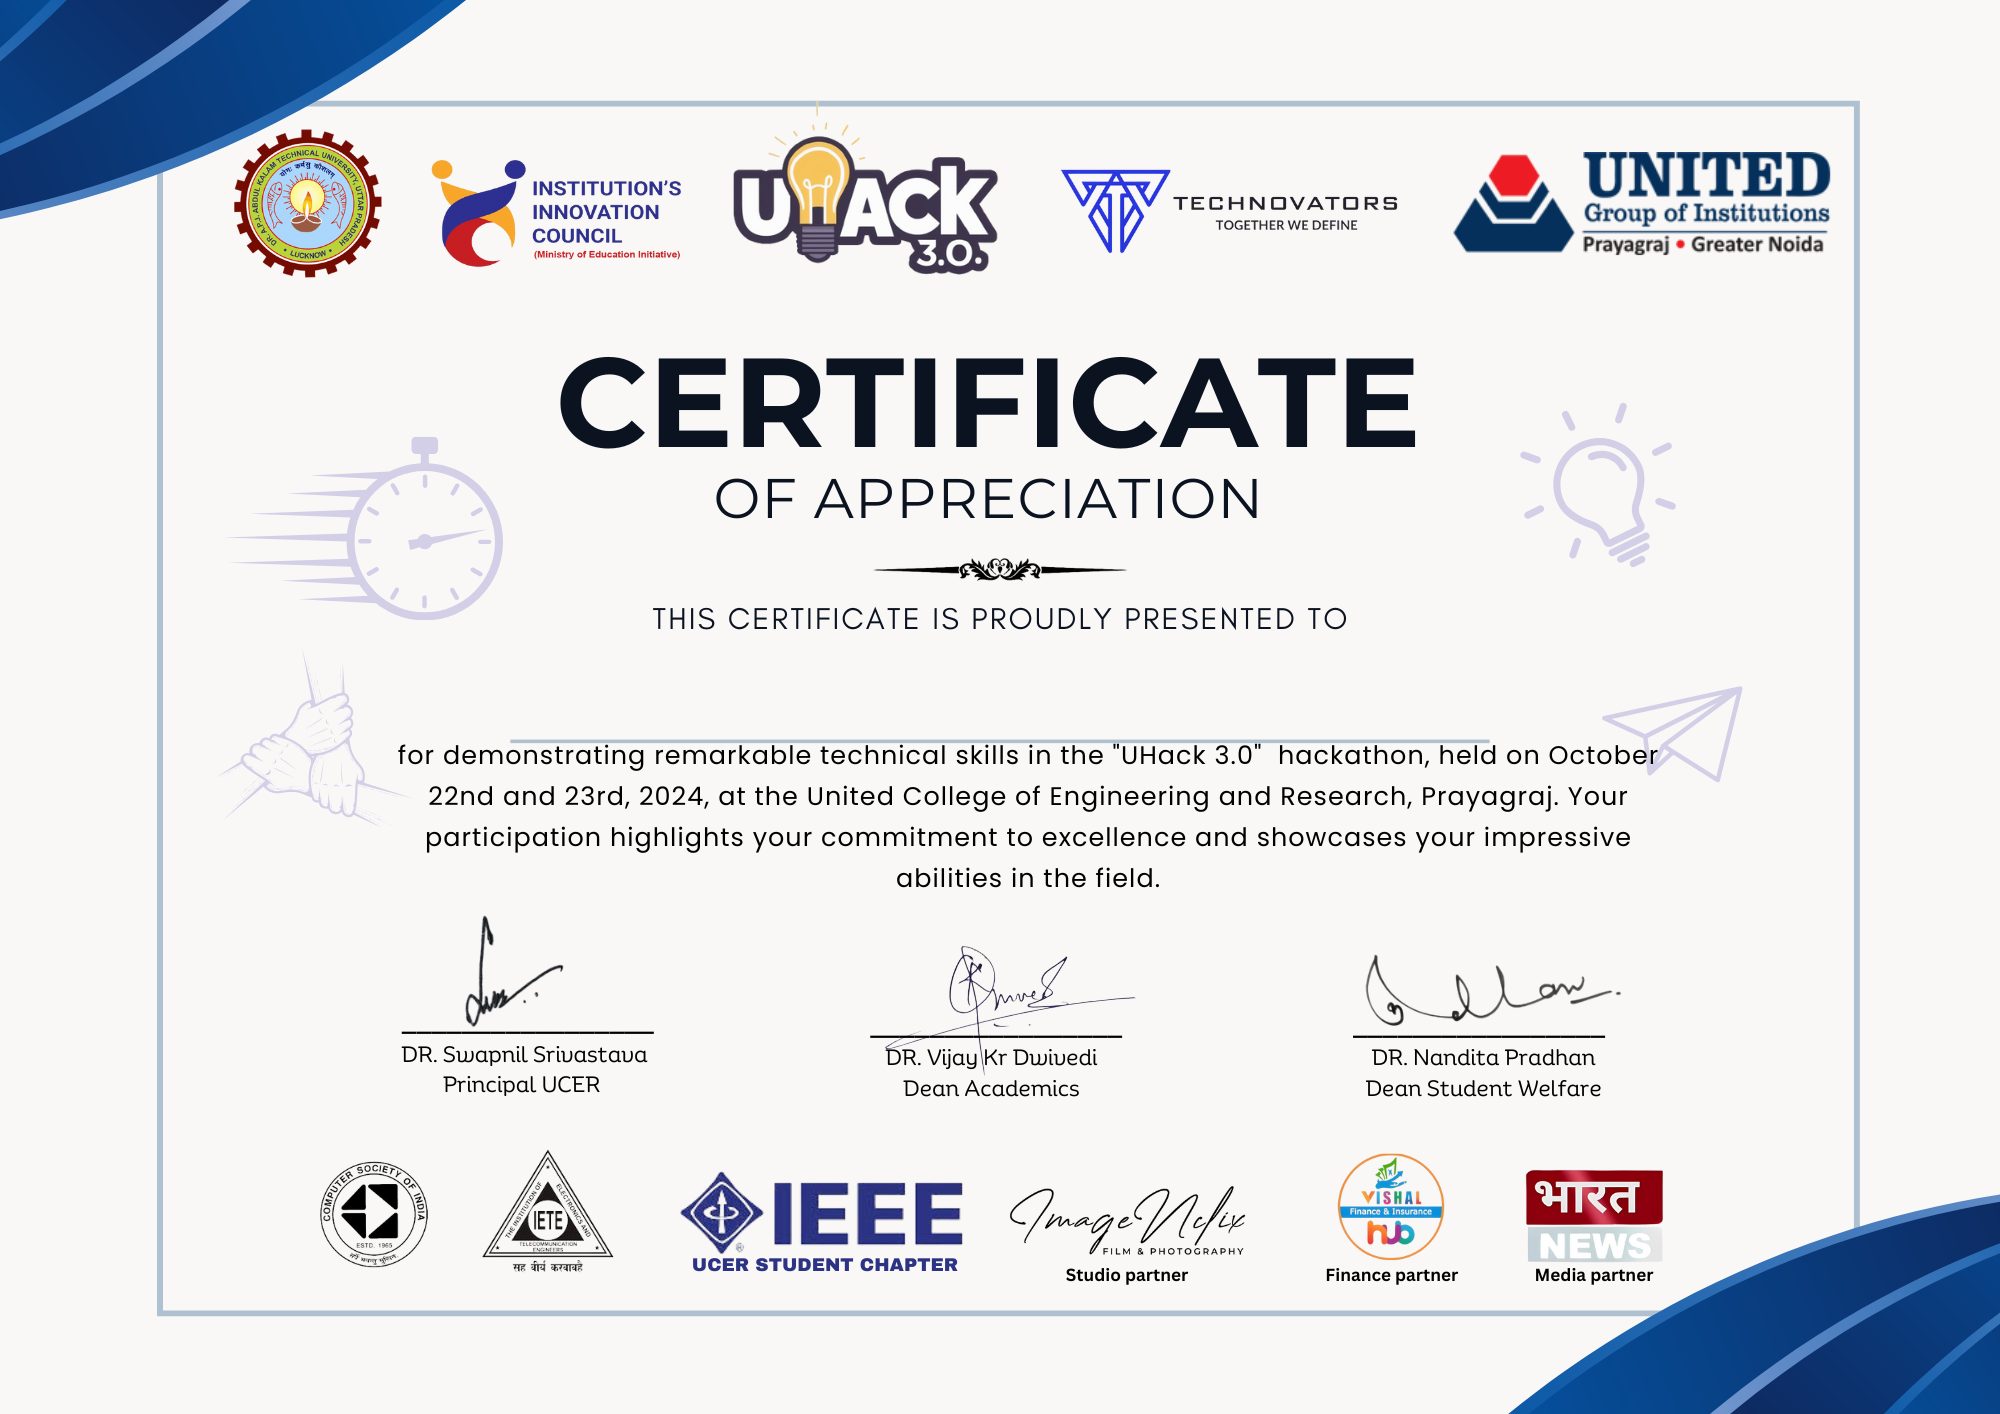 DR. A.P.J. ABDUL KALAM TECHNICAL UNIVERSITY, UTTAR PRADESH
योगः कर्मसु कौशलम्
• LUCKNOW •
INSTITUTION'S
INNOVATION
COUNCIL
(Ministry of Education Initiative)
UHACK
3.0.
TECHNOVATORS
TOGETHER WE DEFINE
UNITED
Group of Institutions
Prayagraj • Greater Noida
CERTIFICATE
OF APPRECIATION
THIS CERTIFICATE IS PROUDLY PRESENTED TO
for demonstrating remarkable technical skills in the "UHack 3.0" hackathon, held on October
22nd and 23rd, 2024, at the United College of Engineering and Research, Prayagraj. Your
participation highlights your commitment to excellence and showcases your impressive
abilities in the field.
DR. Swapnil Srivastava
Principal UCER
DR. Vijay Kr Dwivedi
Dean Academics
DR. Nandita Pradhan
Dean Student Welfare
COMPUTER SOCIETY OF INDIA
ESTD. 1965
THE INSTITUTION OF ELECTRONICS AND
IETE
TELECOMMUNICATION
ENGINEERS
सह वीर्यं करवावहै
IEEE
®
UCER STUDENT CHAPTER
ImageNclix
FILM & PHOTOGRAPHY
Studio partner
VISHAL
Finance & Insurance
hub
Finance partner
भारत
NEWS
Media partner